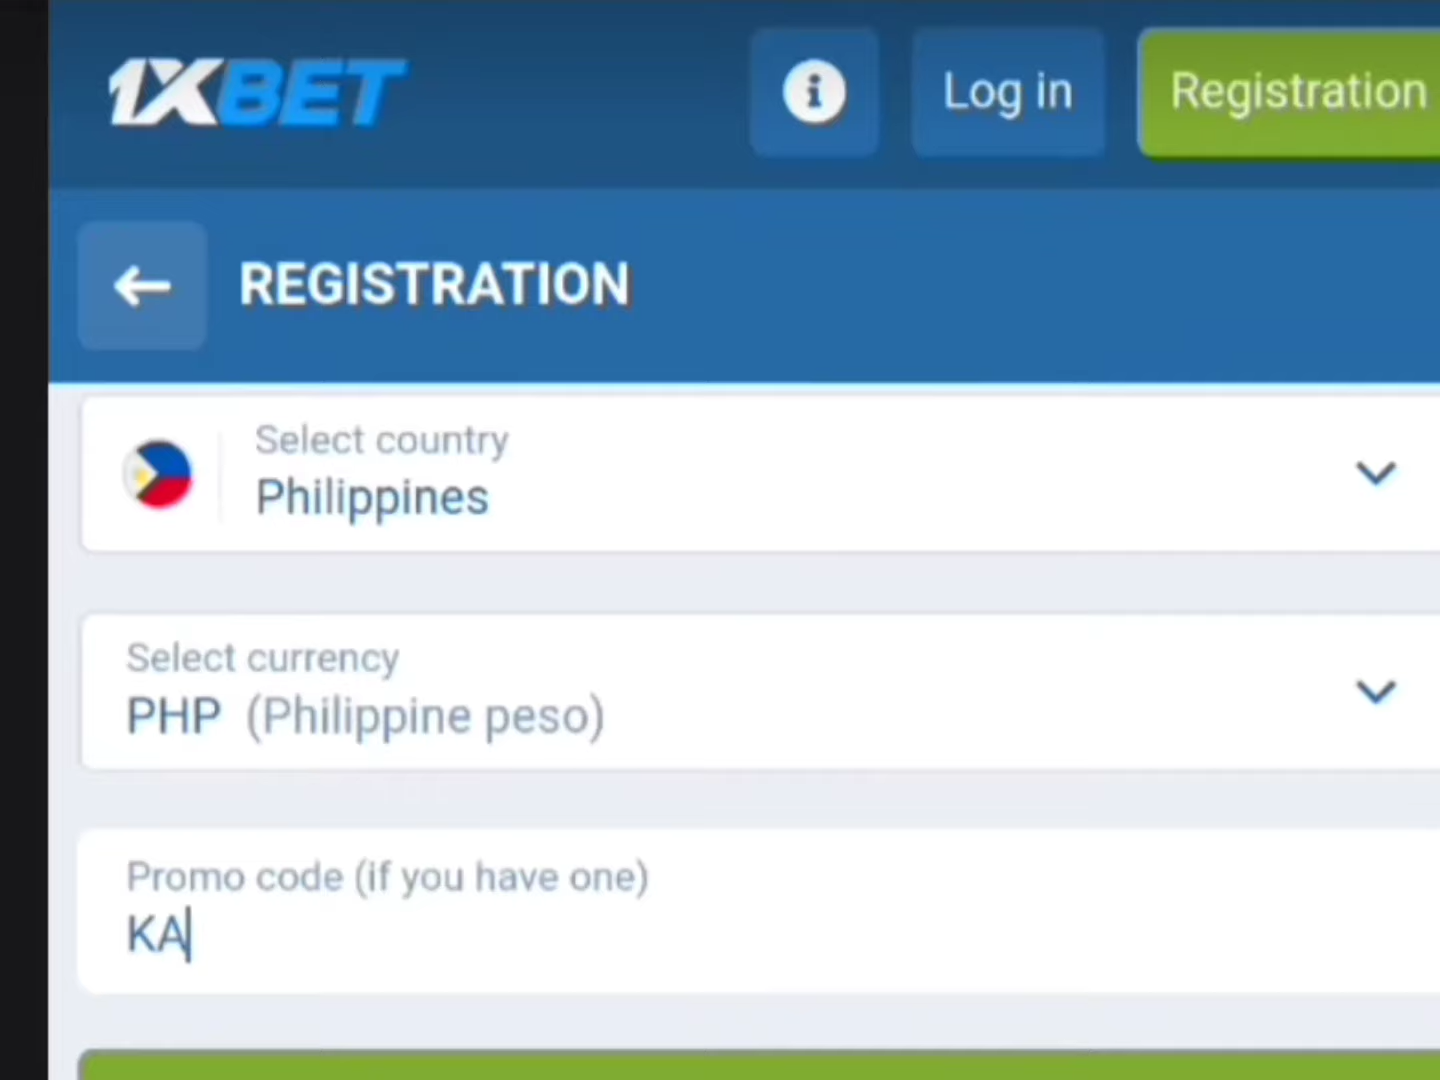 1XBET
Log in
Registration
REGISTRATION
Select country
Philippines
Select currency
PHP (Philippine peso)
Promo code (if you have one)
KA